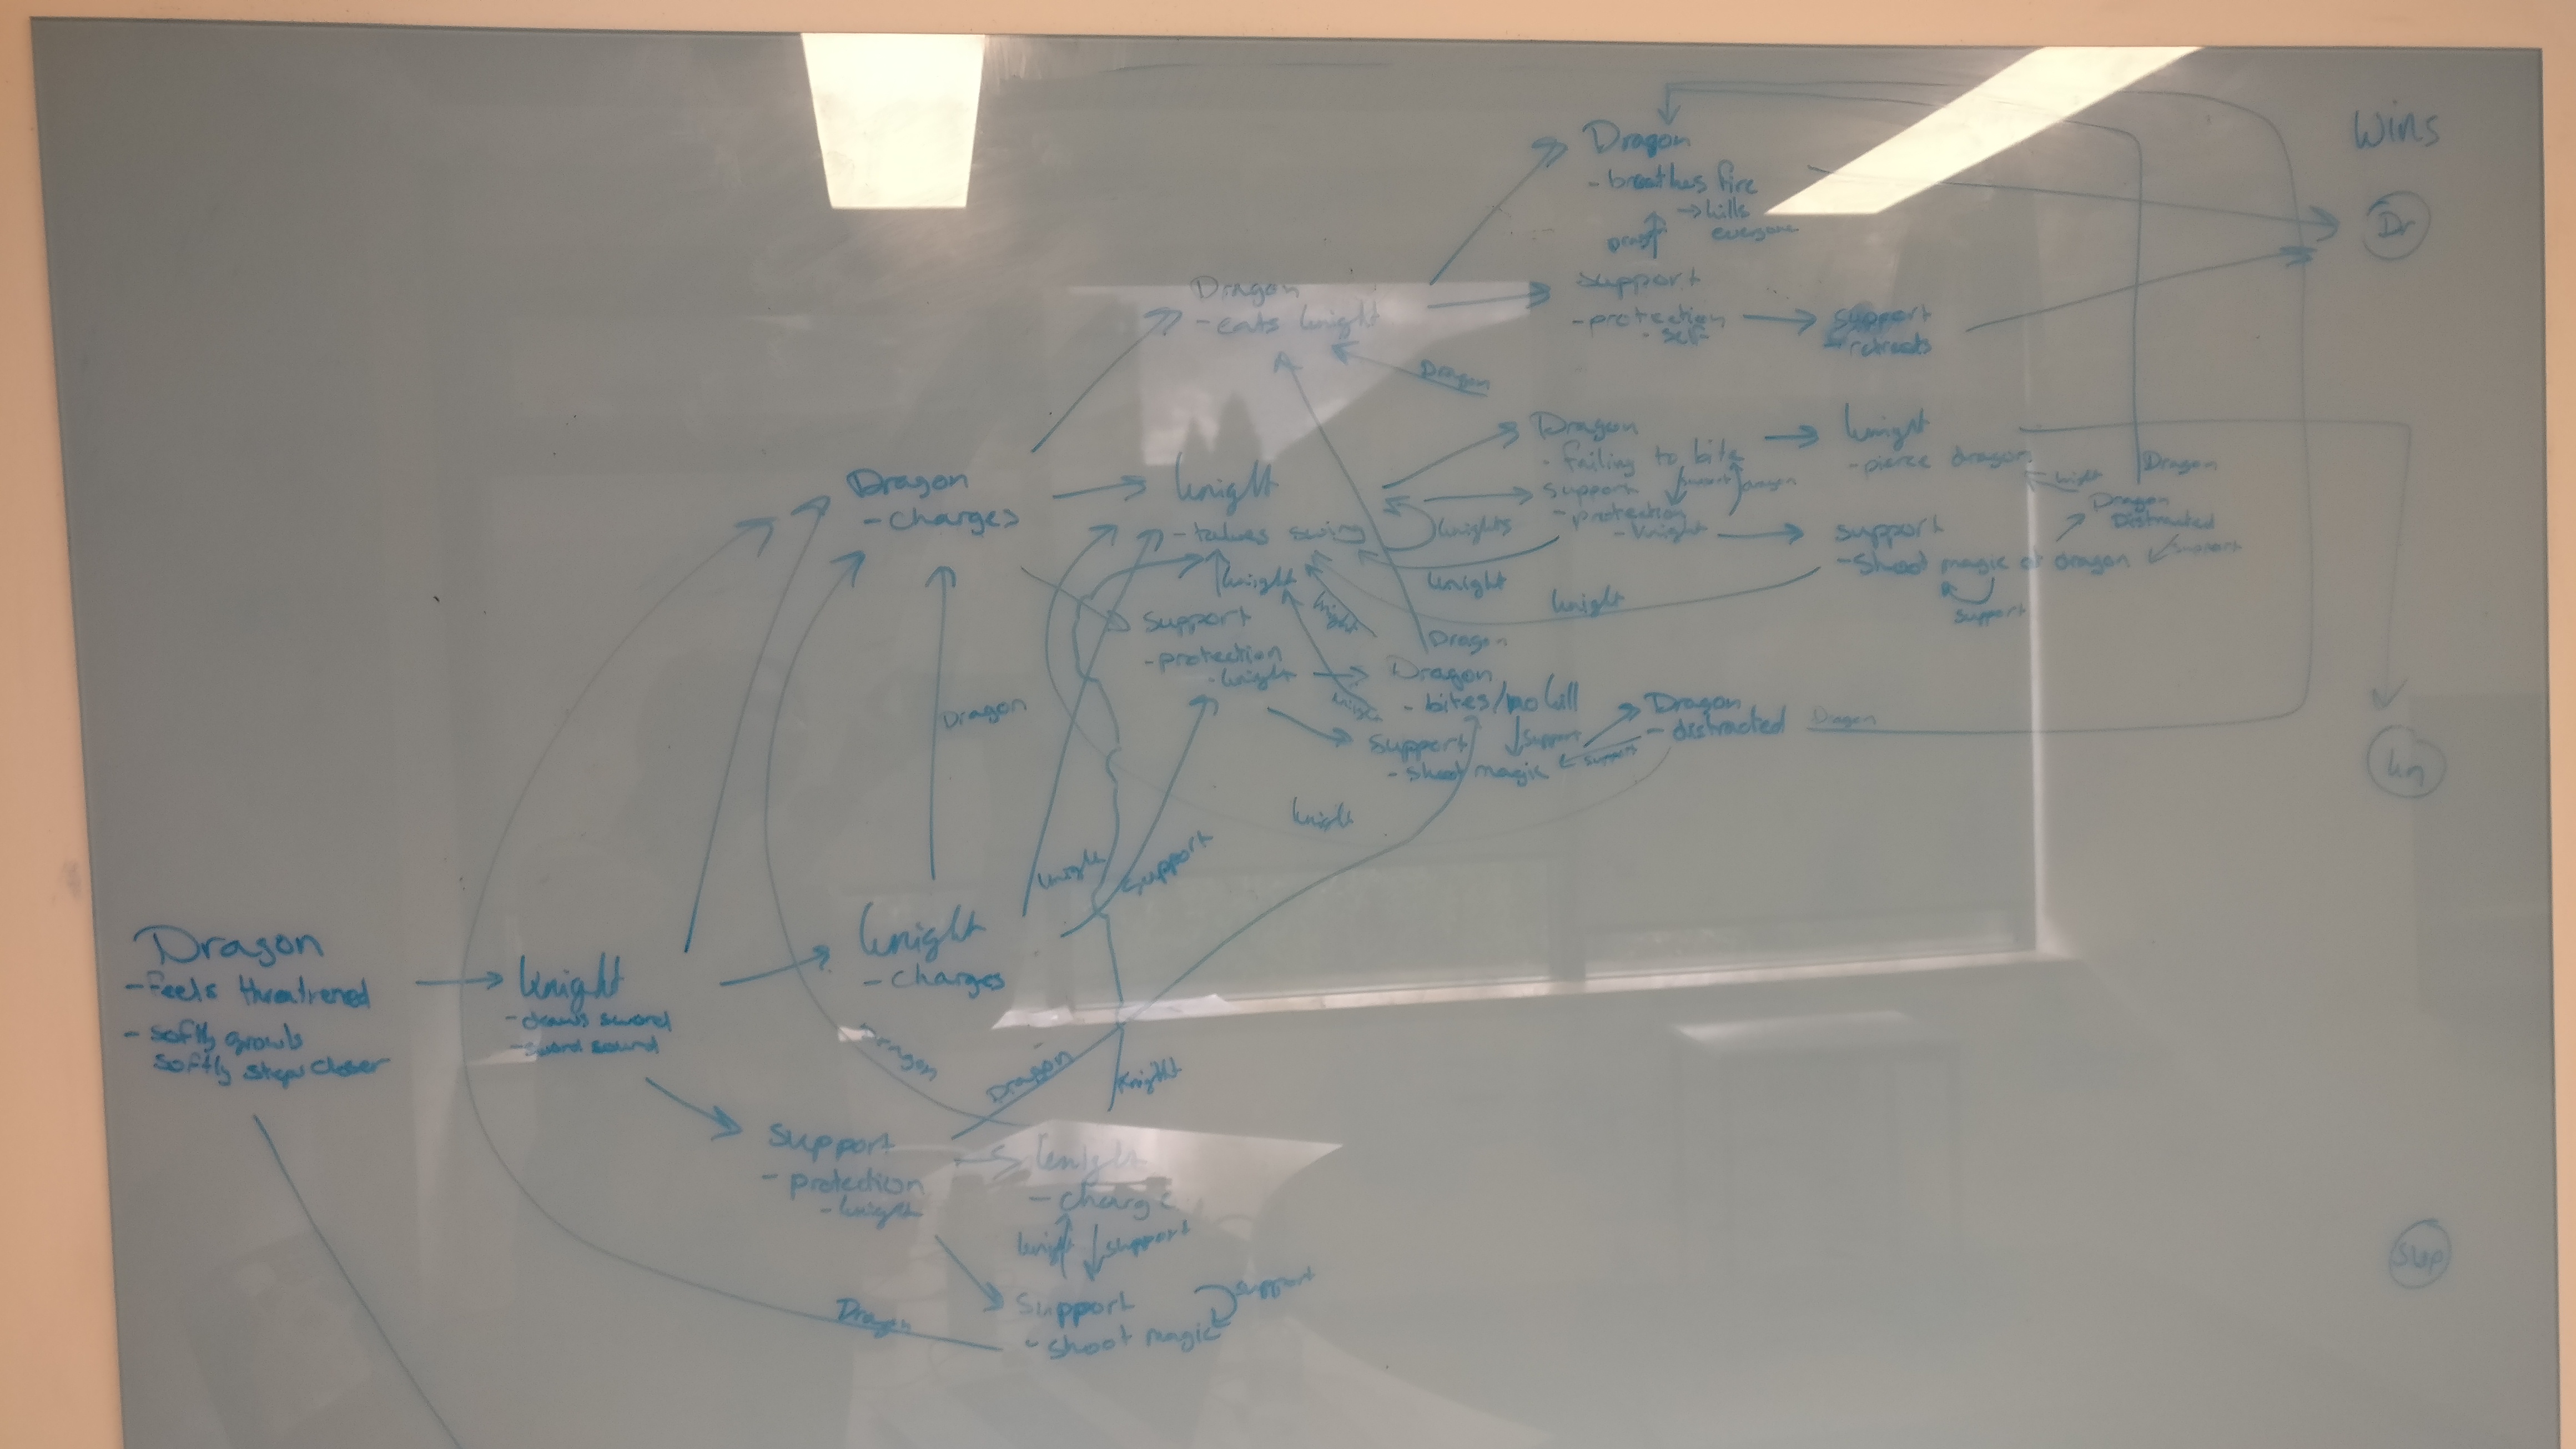 Wins
Dragon
- breathes fire
→ kills
everyone
Dragon
Dr
Dragon
- eats knight
Support
- protection
- self
Support
- retreats
Dragon
Dragon
- failing to bite
support
dragon
Support
- protection
- knight
knight
- pierce dragon
knight
Dragon
Dragon
Distracted
support
Support
- Shoot magic at dragon
support
Dragon
- charges
knight
- takes swing
knights
knight
knight
knight
knight
Support
- protection
- knight
Dragon
Dragon
- bites/no kill
support
Support
- shoot magic
support
Dragon
- distracted
Dragon
kn
knight
Dragon
knight
Support
knight
- charges
Dragon
- feels threatrened
- softly growls
softly steps closer
knight
- draws sword
- sword sound
Dragon
Dragon
Knight
Support
- protection
- knight
knight
- charge
knight
support
Support
- shoot magic
support
Dragon
Sup